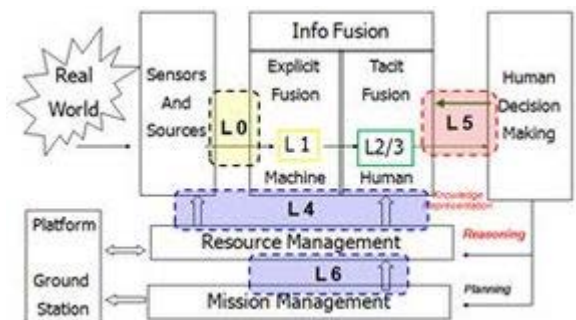 Info Fusion
Real
World
Sensors
And
Sources
L 0
Explicit
Fusion
L 1
Machine
Tacit
Fusion
L2/3
Human
L 5
Human
Decision
Making
Knowledge
Representation
L 4
Platform
Ground
Station
Resource Management
Reasoning
L 6
Planning
Mission Management